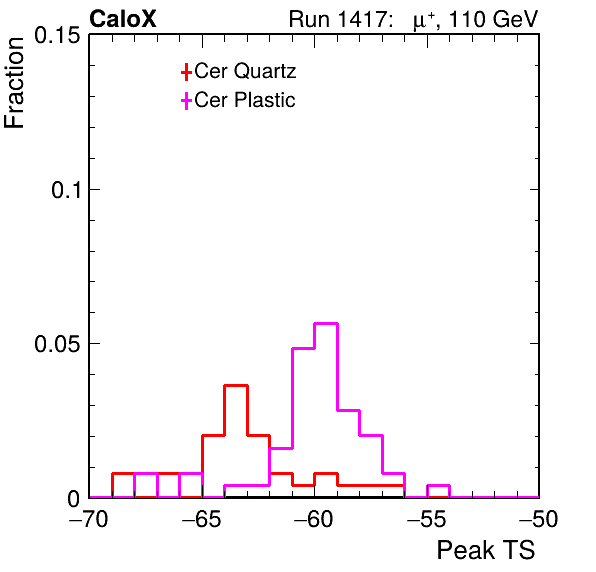 CaloX Run 1417: μ⁺, 110 GeV
Fraction
Cer Quartz
Cer Plastic
0.15
0.1
0.05
0
−70 −65 −60 −55 −50
Peak TS